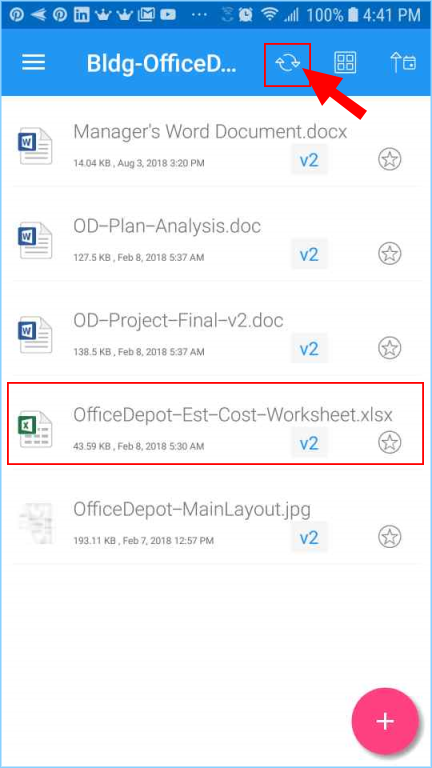 100% 4:41 PM
Bldg-OfficeD...
Manager's Word Document.docx
14.04 KB , Aug 3, 2018 3:20 PM
v2
OD-Plan-Analysis.doc
127.5 KB , Feb 8, 2018 5:37 AM
v2
OD-Project-Final-v2.doc
138.5 KB , Feb 8, 2018 5:37 AM
v2
OfficeDepot-Est-Cost-Worksheet.xlsx
43.59 KB , Feb 8, 2018 5:30 AM
v2
OfficeDepot-MainLayout.jpg
193.11 KB , Feb 7, 2018 12:57 PM
v2